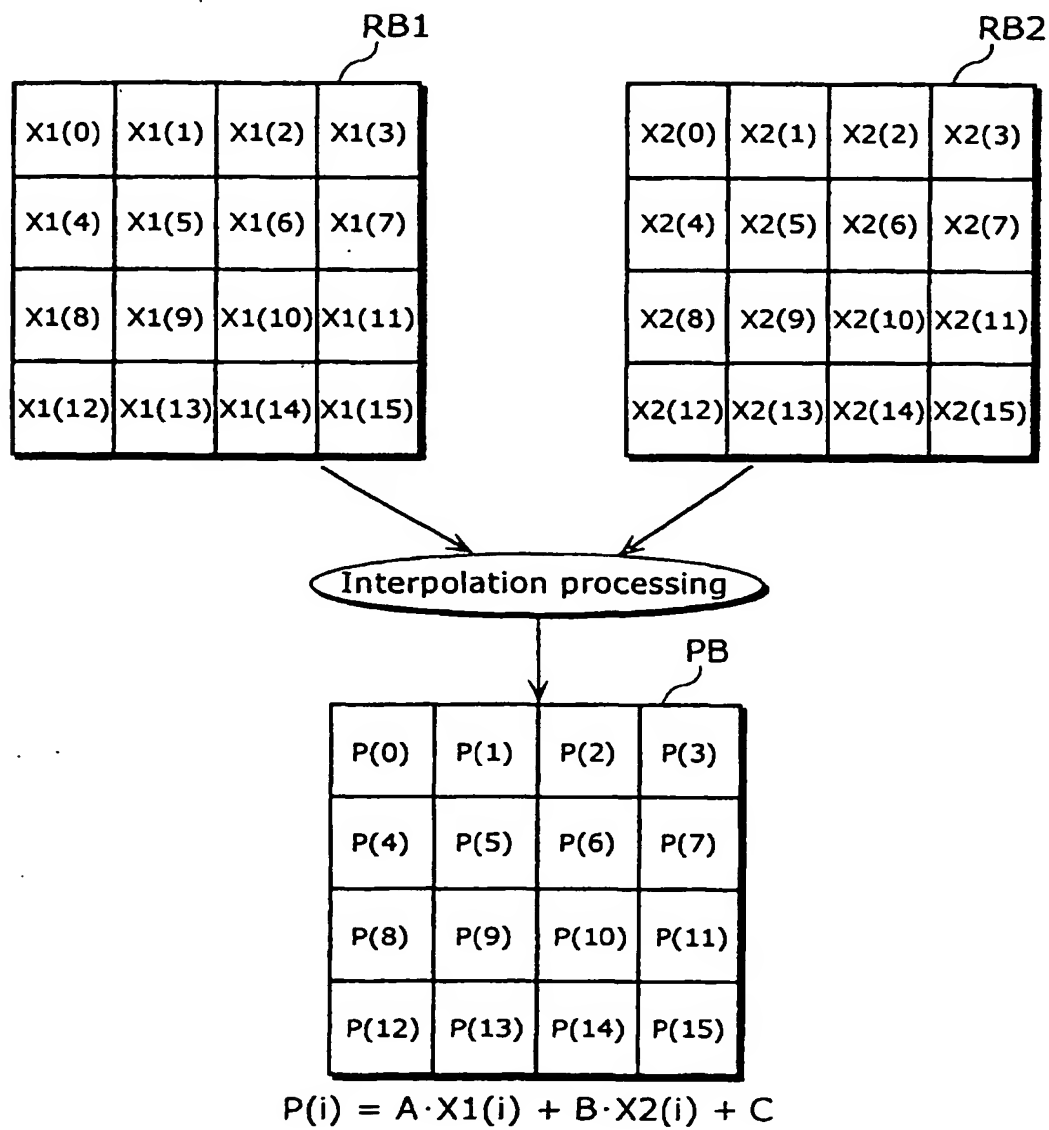 RB1
RB2
X1(0) X1(1) X1(2) X1(3)
X1(4) X1(5) X1(6) X1(7)
X1(8) X1(9) X1(10) X1(11)
X1(12) X1(13) X1(14) X1(15)
X2(0) X2(1) X2(2) X2(3)
X2(4) X2(5) X2(6) X2(7)
X2(8) X2(9) X2(10) X2(11)
X2(12) X2(13) X2(14) X2(15)
Interpolation processing
PB
P(0) P(1) P(2) P(3)
P(4) P(5) P(6) P(7)
P(8) P(9) P(10) P(11)
P(12) P(13) P(14) P(15)
P(i) = A·X1(i) + B·X2(i) + C